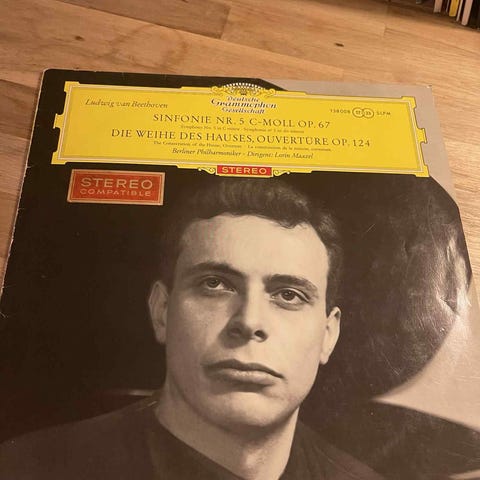 Deutsche
Grammophon
Gesellschaft
Ludwig van Beethoven
138008 SLPM
SINFONIE NR. 5 C-MOLL OP. 67
Symphony No. 5 in C minor · Symphonie nº 5 en ut mineur
DIE WEIHE DES HAUSES, OUVERTÜRE OP. 124
The Consecration of the House, Overture · La consécration de la maison, ouverture
Berliner Philharmoniker · Dirigent: Lorin Maazel
STEREO
STEREO
COMPATIBLE